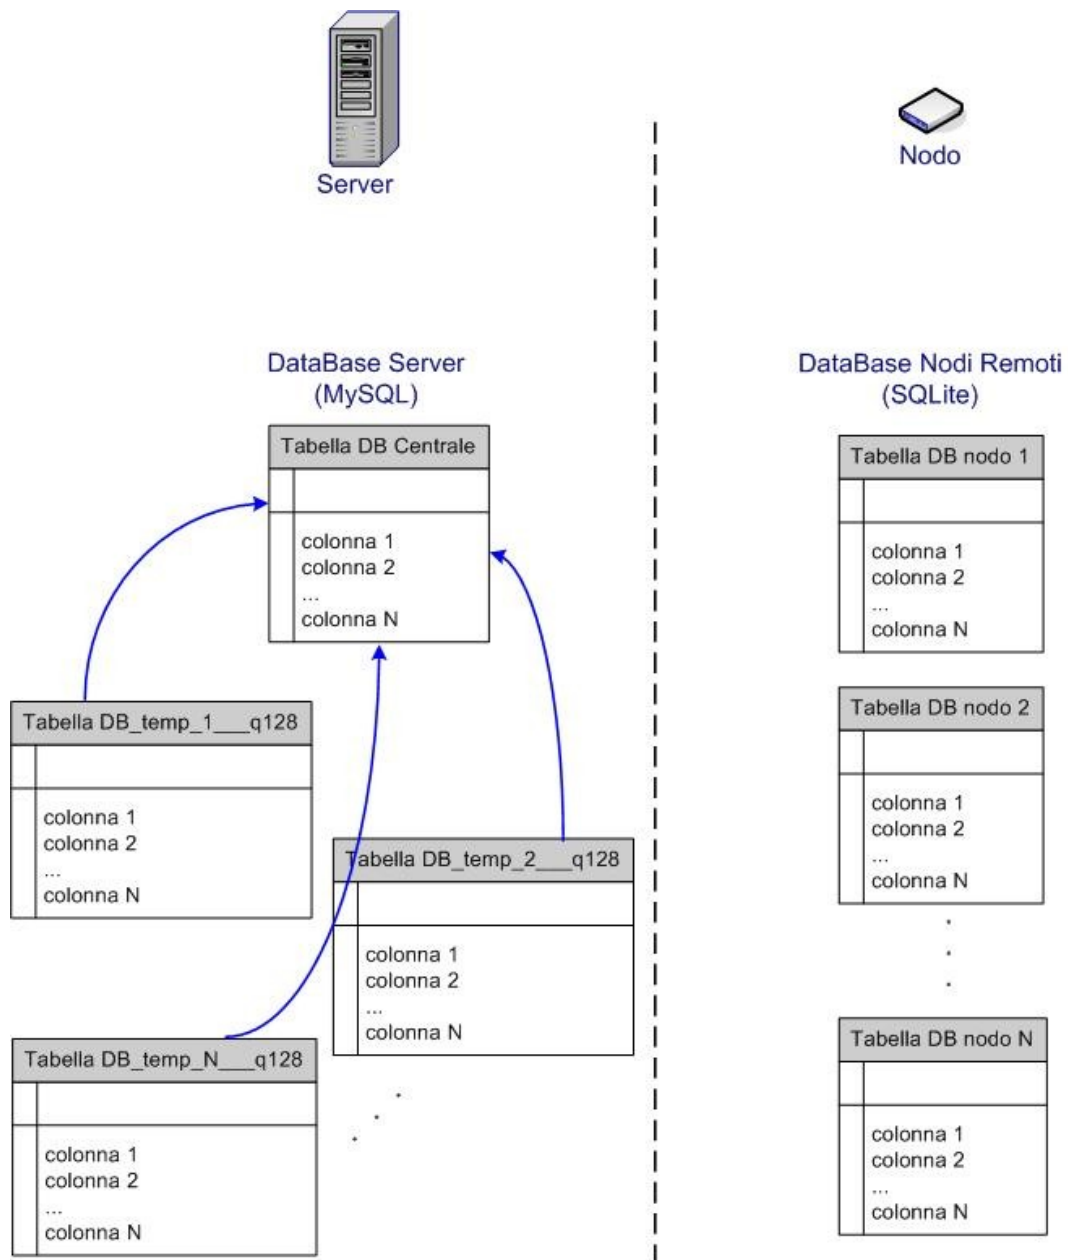 Server
Nodo
DataBase Server
(MySQL)
Tabella DB Centrale
colonna 1
colonna 2
...
colonna N
Tabella DB_temp_1___q128
colonna 1
colonna 2
...
colonna N
Tabella DB_temp_2___q128
colonna 1
colonna 2
...
colonna N
Tabella DB_temp_N___q128
colonna 1
colonna 2
...
colonna N
DataBase Nodi Remoti
(SQLite)
Tabella DB nodo 1
colonna 1
colonna 2
...
colonna N
Tabella DB nodo 2
colonna 1
colonna 2
...
colonna N
Tabella DB nodo N
colonna 1
colonna 2
...
colonna N